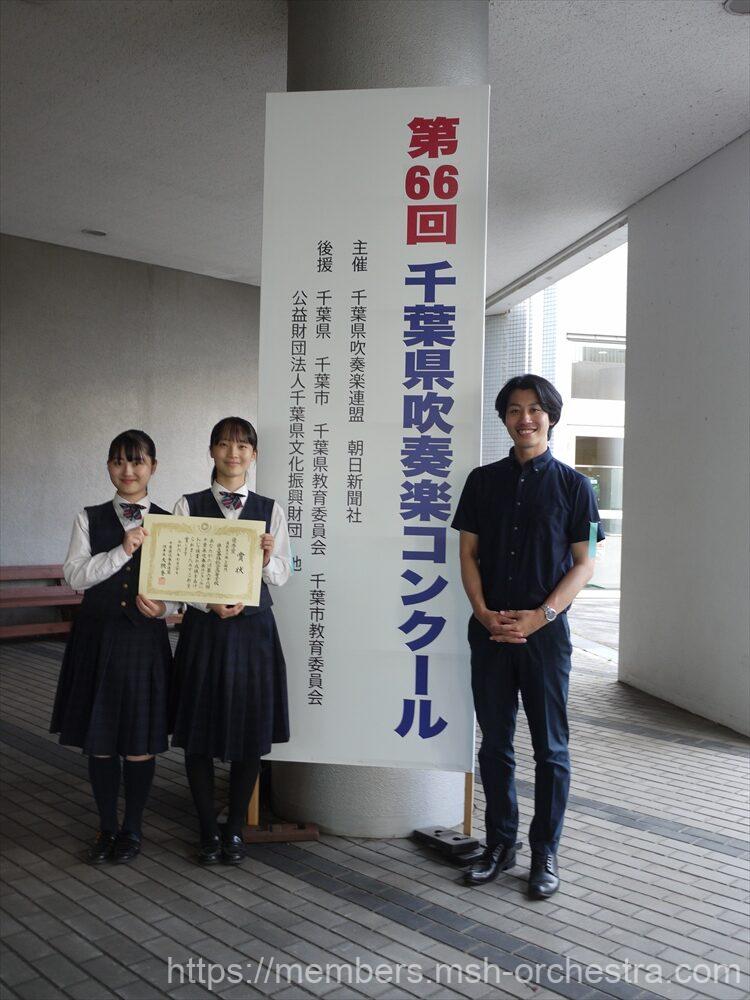 第66回 千葉県吹奏楽コンクール
主催 千葉県吹奏楽連盟 朝日新聞社
後援 千葉県 千葉市 千葉県教育委員会 千葉市教育委員会
公益財団法人千葉県文化振興財団 他
賞状
https://members.msh-orchestra.com